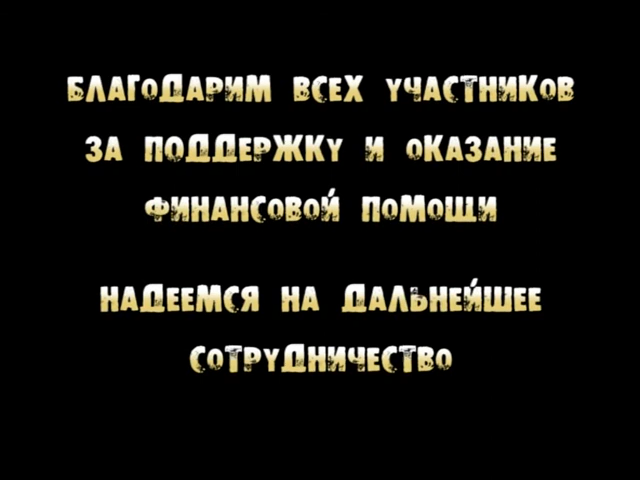 БЛАГОДАРИМ ВСЕХ УЧАСТНИКОВ
ЗА ПОДДЕРЖКУ И ОКАЗАНИЕ
ФИНАНСОВОЙ ПОМОЩИ
НАДЕЕМСЯ НА ДАЛЬНЕЙШЕЕ
СОТРУДНИЧЕСТВО